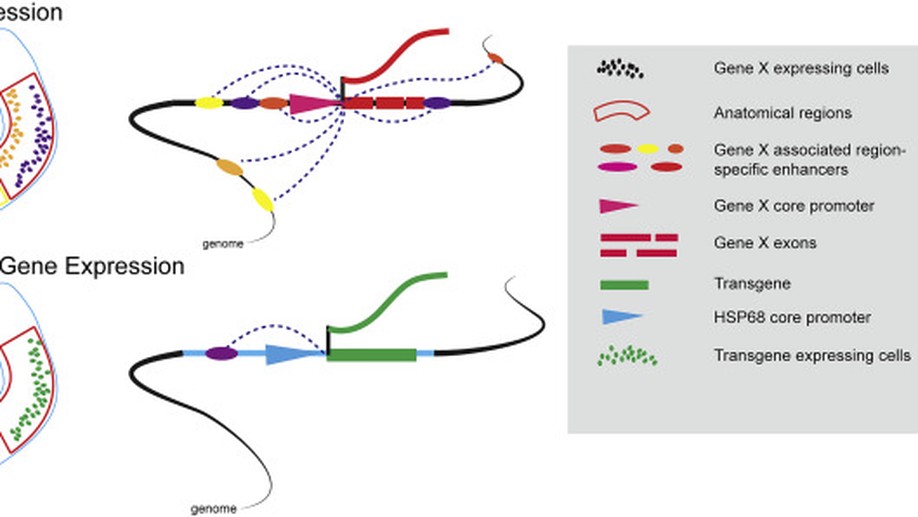 ession
genome
Gene Expression
genome
Gene X expressing cells
Anatomical regions
Gene X associated region-
specific enhancers
Gene X core promoter
Gene X exons
Transgene
HSP68 core promoter
Transgene expressing cells